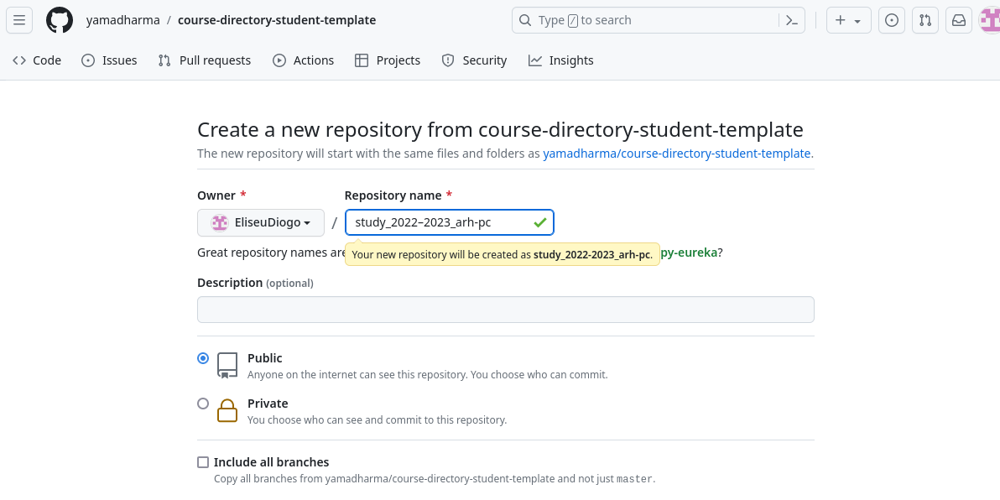 yamadharma / course-directory-student-template
Type / to search
Code Issues Pull requests Actions Projects Security Insights
Create a new repository from course-directory-student-template
The new repository will start with the same files and folders as yamadharma/course-directory-student-template.
Owner * Repository name *
EliseuDiogo / study_2022–2023_arh-pc
Great repository names are py-eureka?
Your new repository will be created as study_2022-2023_arh-pc.
Description (optional)
Public
Anyone on the internet can see this repository. You choose who can commit.
Private
You choose who can see and commit to this repository.
Include all branches
Copy all branches from yamadharma/course-directory-student-template and not just master.